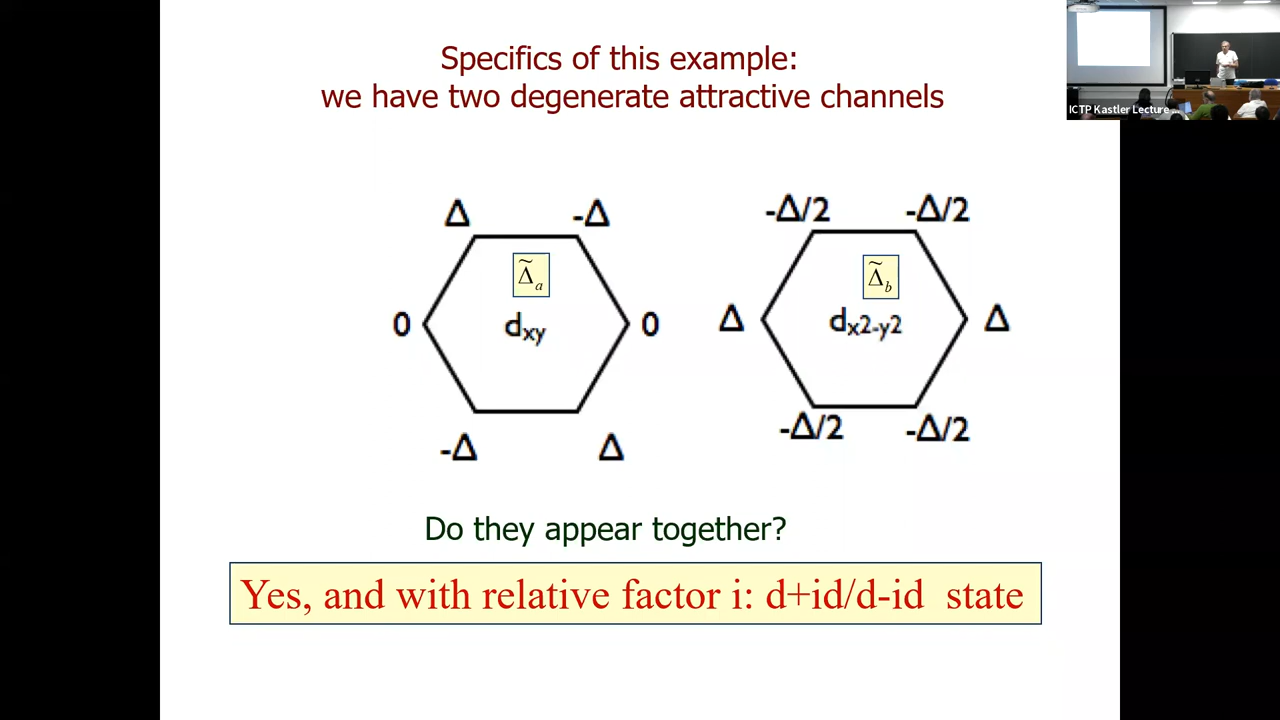 Specifics of this example:
we have two degenerate attractive channels
ICTP Kastler Lecture ...
Δ -Δ
Δ̃a
0 dxy 0
-Δ Δ
-Δ/2 -Δ/2
Δ̃b
Δ dx2-y2 Δ
-Δ/2 -Δ/2
Do they appear together?
Yes, and with relative factor i: d+id/d-id state